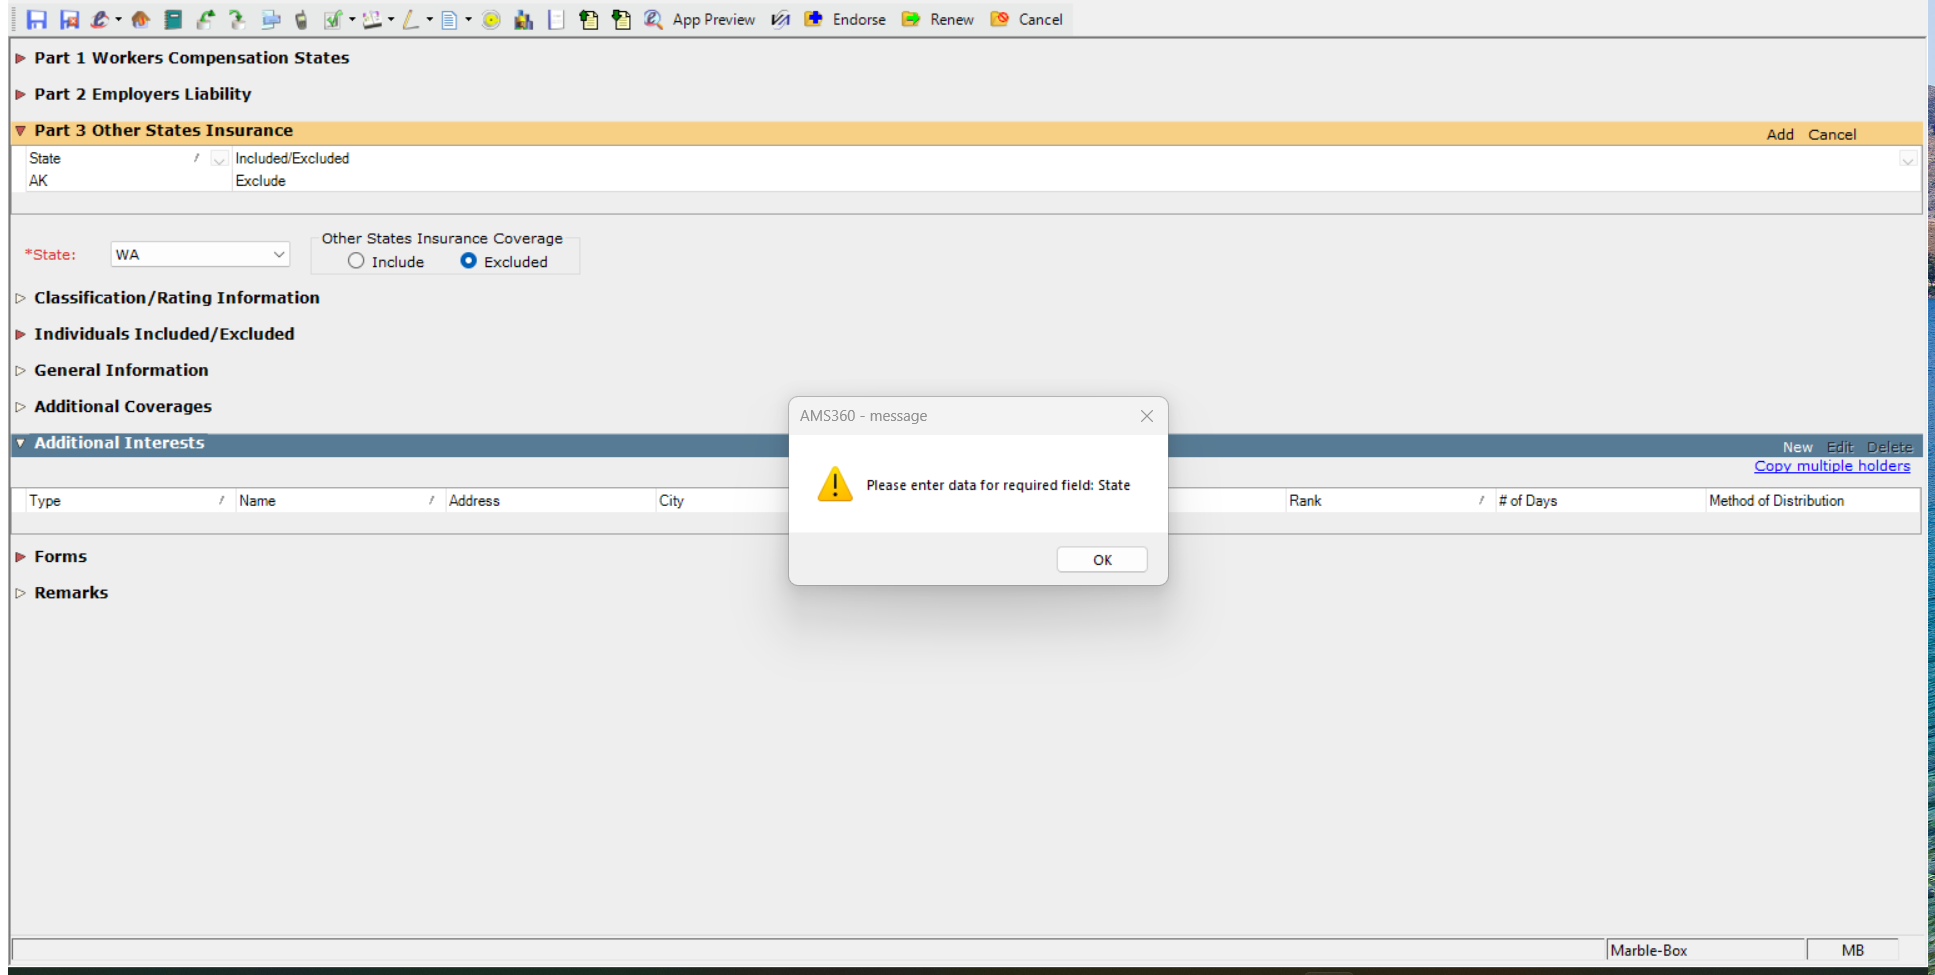 App Preview Endorse Renew Cancel
Part 1 Workers Compensation States
Part 2 Employers Liability
Part 3 Other States Insurance Add Cancel
State Included/Excluded
AK Exclude
Other States Insurance Coverage
*State: WA Include Excluded
Classification/Rating Information
Individuals Included/Excluded
General Information
Additional Coverages
AMS360 - message
Please enter data for required field: State
OK
Additional Interests New Edit Delete
Copy multiple holders
Type Name Address City Rank # of Days Method of Distribution
Forms
Remarks
Marble-Box MB